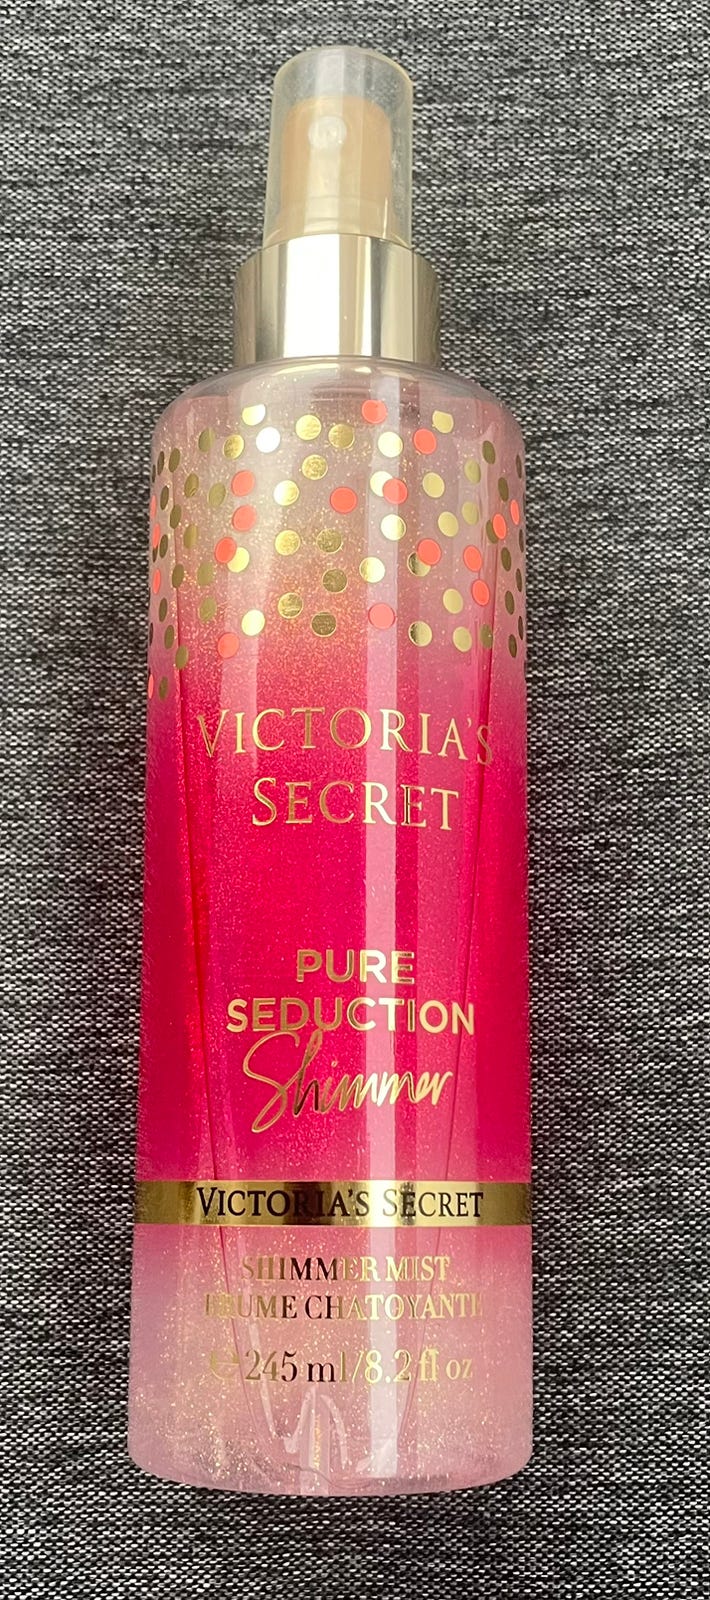 VICTORIA'S
SECRET
PURE
SEDUCTION
Shimmer
VICTORIA'S SECRET
SHIMMER MIST
BRUME CHATOYANTE
℮ 245 ml/8.2 fl oz